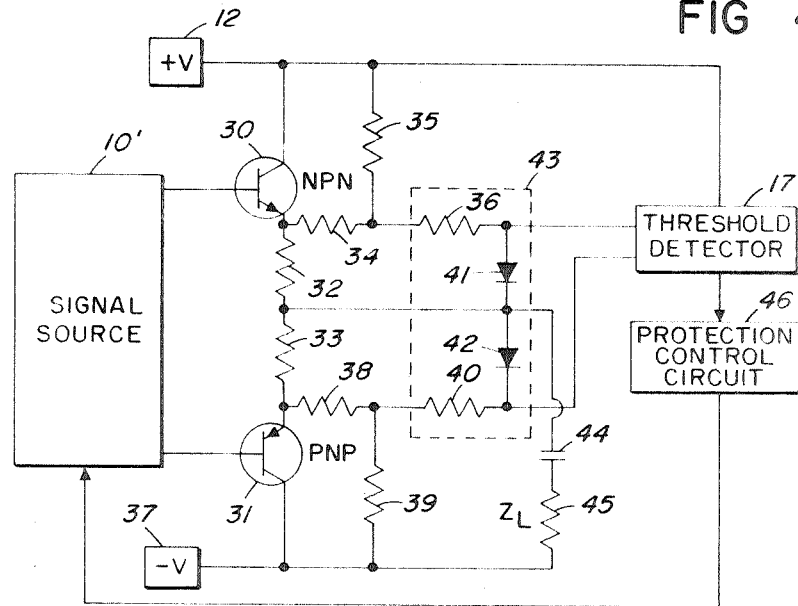 FIG
12
+V
35
10'
30
NPN
43
17
36
THRESHOLD
DETECTOR
34
41
SIGNAL
SOURCE
32
46
33
42
PROTECTION
CONTROL
CIRCUIT
38
40
PNP
44
31
39
ZL
45
37
-V